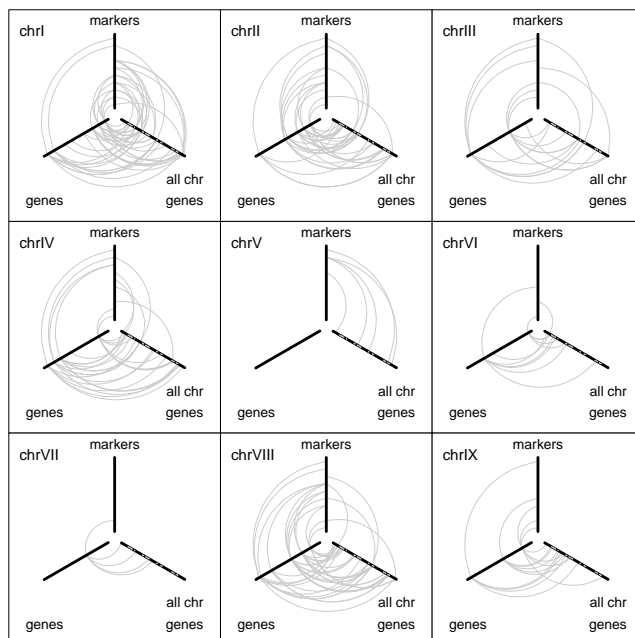 markers
chrI
all chr
genes
genes
markers
chrII
all chr
genes
genes
markers
chrIII
all chr
genes
genes
markers
chrIV
all chr
genes
genes
markers
chrV
all chr
genes
genes
markers
chrVI
all chr
genes
genes
markers
chrVII
all chr
genes
genes
markers
chrVIII
all chr
genes
genes
markers
chrIX
all chr
genes
genes